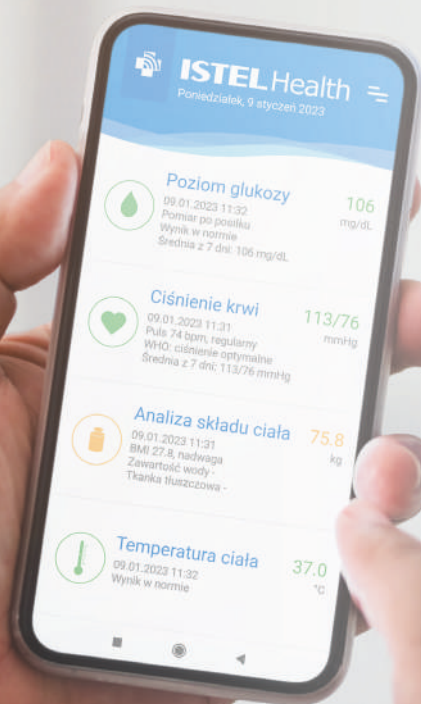 ISTEL Health
Poniedziałek, 9 styczeń 2023
Poziom glukozy
106
09.01.2023 11:32
mg/dL
Pomiar po posiłku
Wynik w normie
Średnia z 7 dni: 106 mg/dL
Ciśnienie krwi
113/76
09.01.2023 11:31
mmHg
Puls 74 bpm, regularny
WHO: ciśnienie optymalne
Średnia z 7 dni: 113/76 mmHg
Analiza składu ciała
75.8
09.01.2023 11:31
kg
BMI 27.8, nadwaga
Zawartość wody -
Tkanka tłuszczowa -
Temperatura ciała
37.0
09.01.2023 11:32
°C
Wynik w normie